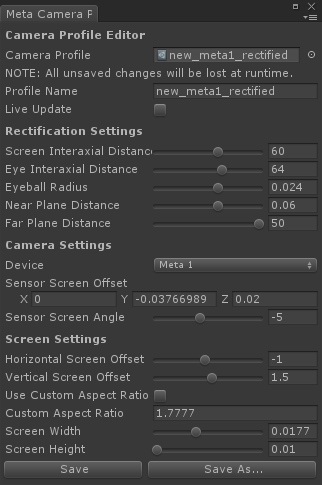 Meta Camera P
Camera Profile Editor
Camera Profile new_meta1_rectified
NOTE: All unsaved changes will be lost at runtime.
Profile Name new_meta1_rectified
Live Update
Rectification Settings
Screen Interaxial Distanc 60
Eye Interaxial Distance 64
Eyeball Radius 0.024
Near Plane Distance 0.06
Far Plane Distance 50
Camera Settings
Device Meta 1
Sensor Screen Offset
X 0 Y -0.03766989 Z 0.02
Sensor Screen Angle -5
Screen Settings
Horizontal Screen Offset -1
Vertical Screen Offset 1.5
Use Custom Aspect Ratio
Custom Aspect Ratio 1.7777
Screen Width 0.0177
Screen Height 0.01
Save Save As...